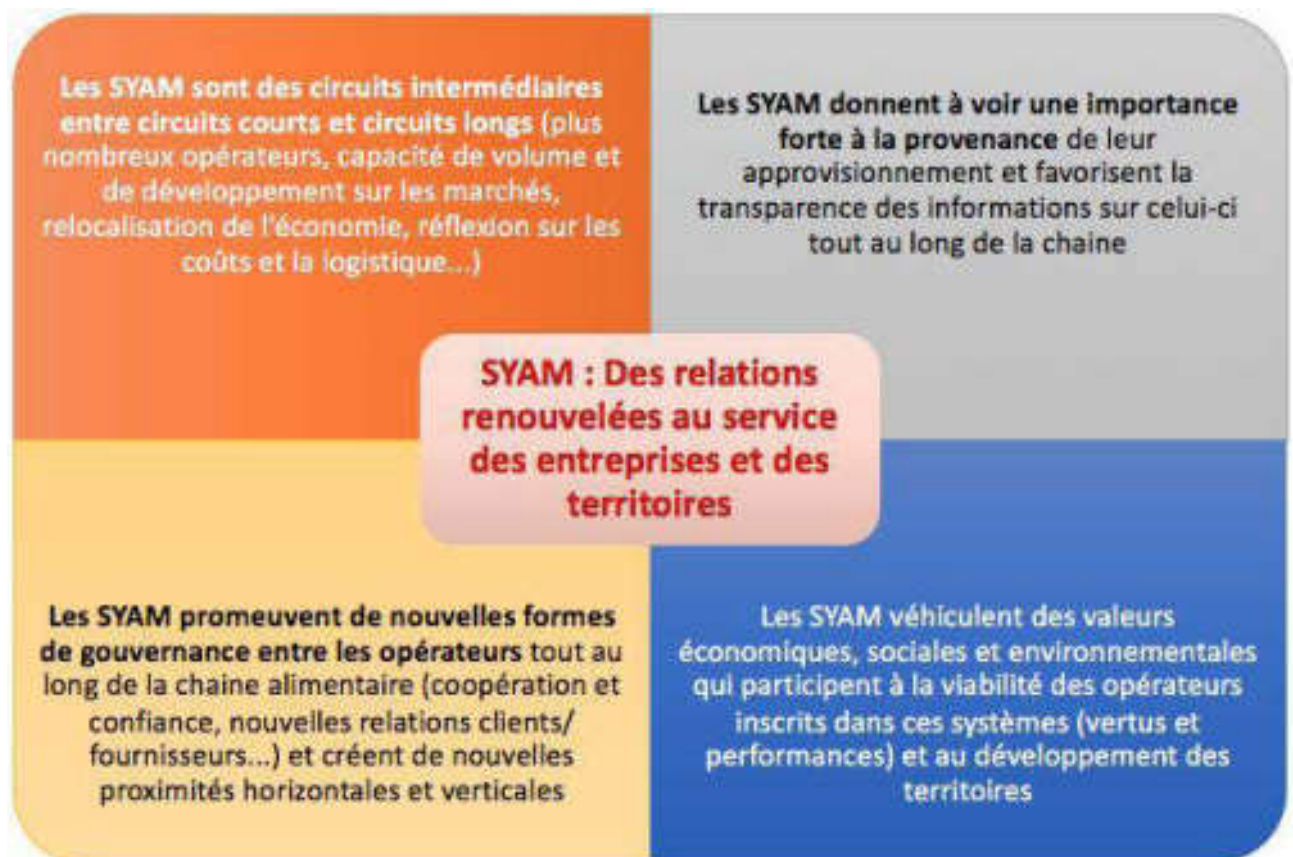 Les SYAM sont des circuits intermédiaires
entre circuits courts et circuits longs (plus
nombreux opérateurs, capacité de volume et
de développement sur les marchés,
relocalisation de l'économie, réflexion sur les
coûts et la logistique...)
Les SYAM donnent à voir une importance
forte à la provenance de leur
approvisionnement et favorisent la
transparence des informations sur celui-ci
tout au long de la chaine
SYAM : Des relations
renouvelées au service
des entreprises et des
territoires
Les SYAM promeuvent de nouvelles formes
de gouvernance entre les opérateurs tout au
long de la chaine alimentaire (coopération et
confiance, nouvelles relations clients/
fournisseurs...) et créent de nouvelles
proximités horizontales et verticales
Les SYAM véhiculent des valeurs
économiques, sociales et environnementales
qui participent à la viabilité des opérateurs
inscrits dans ces systèmes (vertus et
performances) et au développement des
territoires